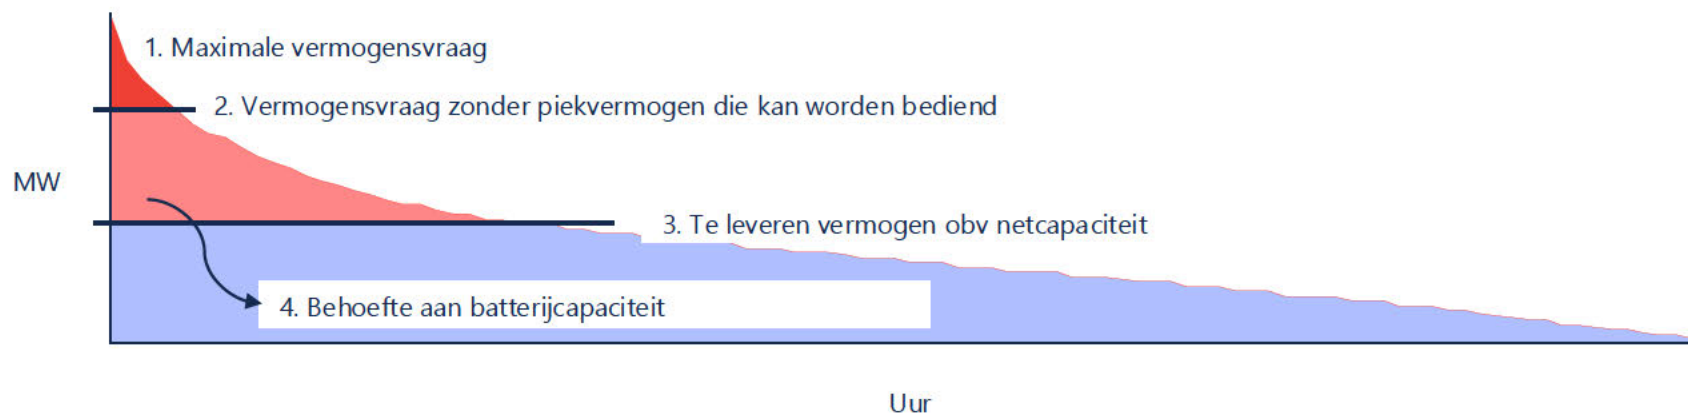 1. Maximale vermogensvraag
2. Vermogensvraag zonder piekvermogen die kan worden bediend
MW
3. Te leveren vermogen obv netcapaciteit
4. Behoefte aan batterijcapaciteit
Uur